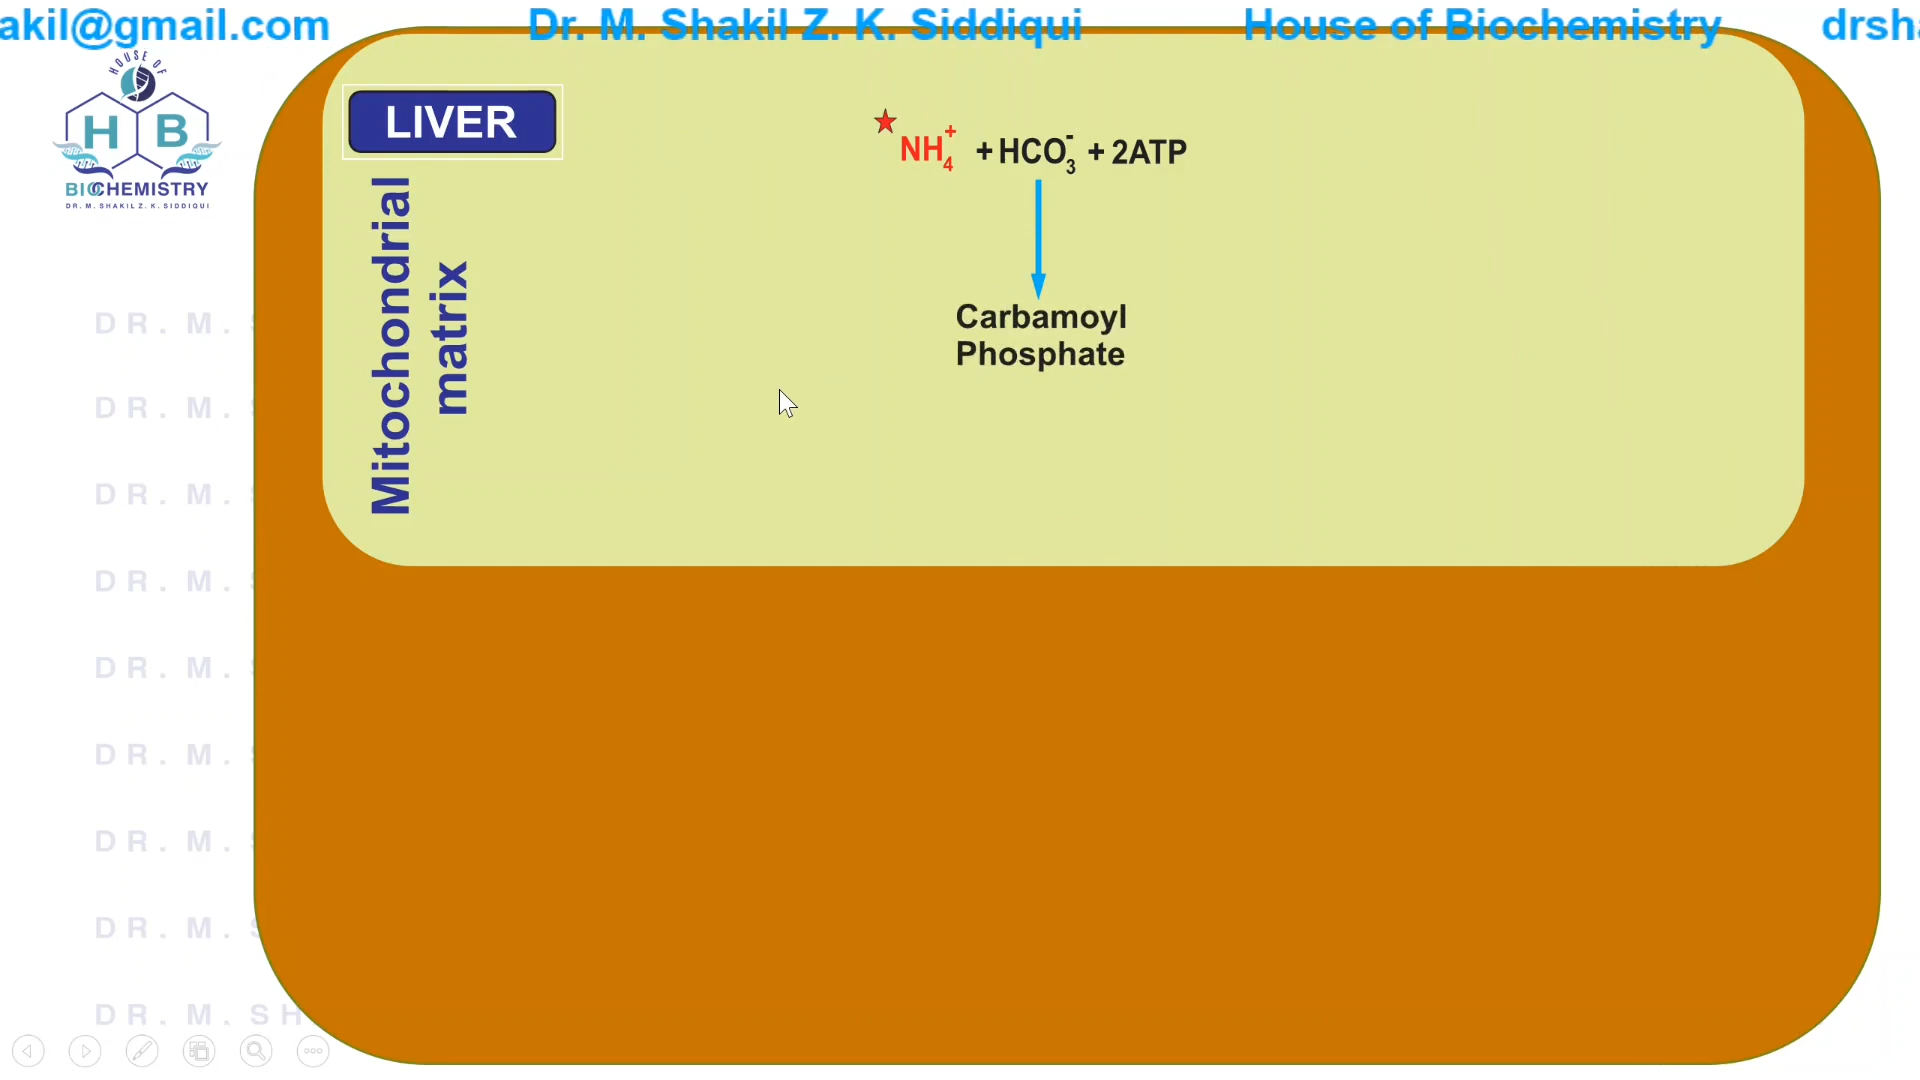 akil@gmail.com Dr. M. Shakil Z. K. Siddiqui House of Biochemistry drsh
HOUSE OF
H B
BIOCHEMISTRY
DR. M. SHAKIL Z. K. SIDDIQUI
LIVER
NH4+ + HCO3- + 2ATP
Mitochondrial
matrix
Carbamoyl
Phosphate
DR. M. S
DR. M. S
DR. M. S
DR. M. S
DR. M. S
DR. M. S
DR. M. S
DR. M. S
DR. M. SH